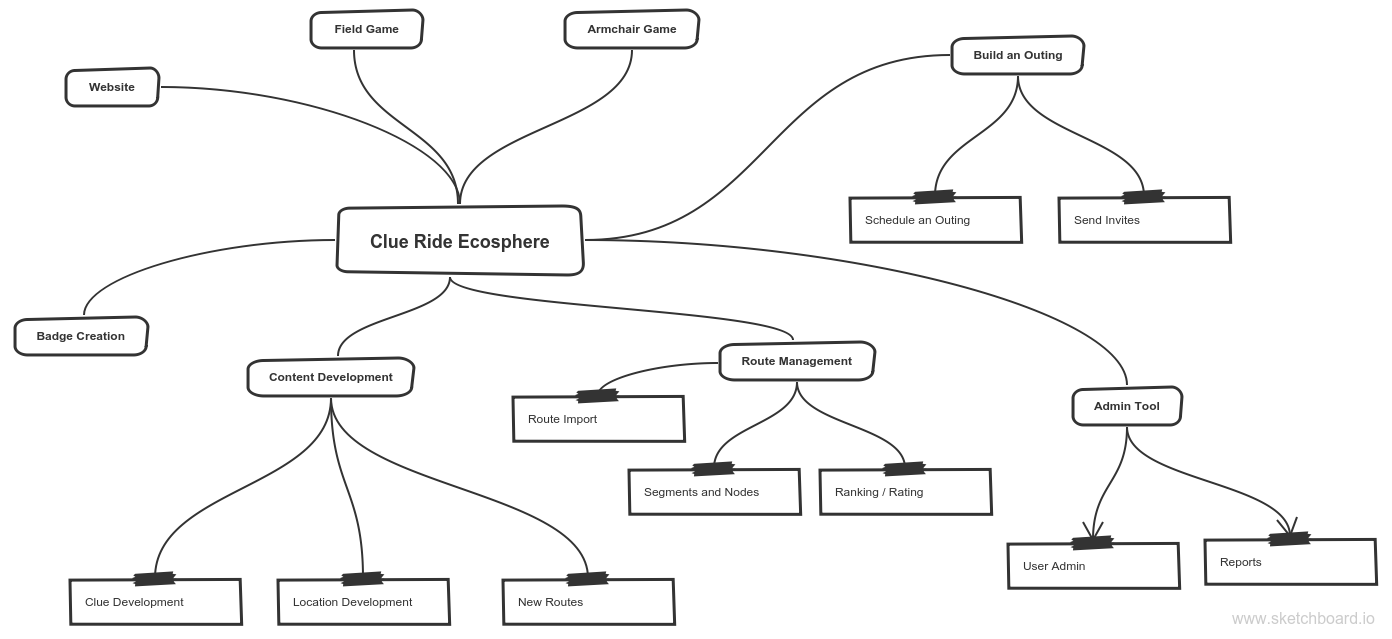 Field Game
Armchair Game
Build an Outing
Website
Schedule an Outing
Send Invites
Clue Ride Ecosphere
Badge Creation
Content Development
Route Management
Route Import
Admin Tool
Segments and Nodes
Ranking / Rating
User Admin
Reports
Clue Development
Location Development
New Routes
www.sketchboard.io